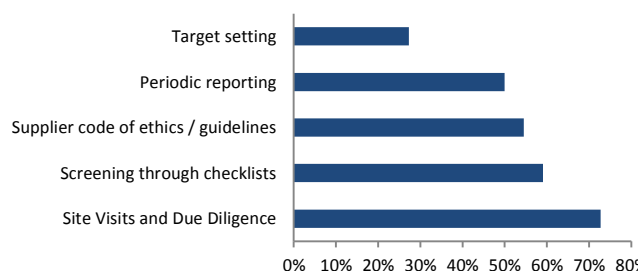 Target setting
Periodic reporting
Supplier code of ethics / guidelines
Screening through checklists
Site Visits and Due Diligence
0% 10% 20% 30% 40% 50% 60% 70% 80%